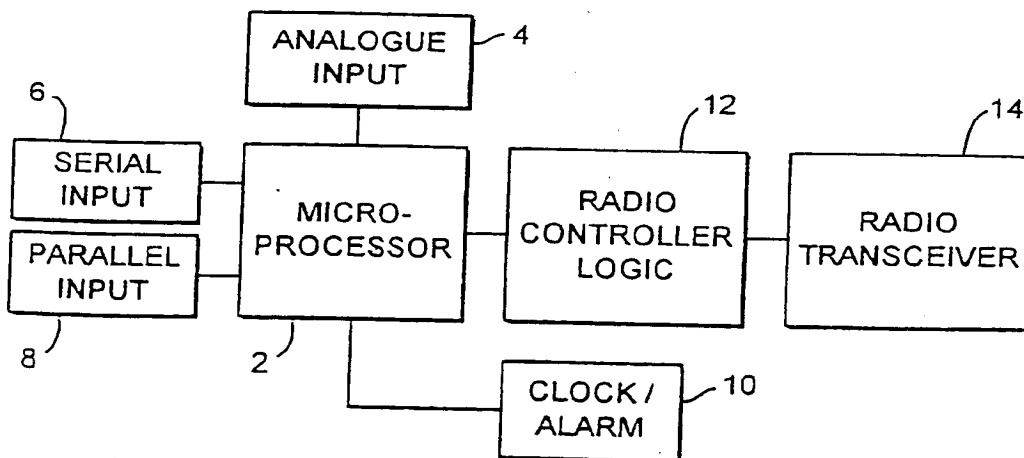 ANALOGUE
INPUT
4
6
SERIAL
INPUT
PARALLEL
INPUT
8
MICRO-
PROCESSOR
2
12
RADIO
CONTROLLER
LOGIC
14
RADIO
TRANSCEIVER
CLOCK /
ALARM
10